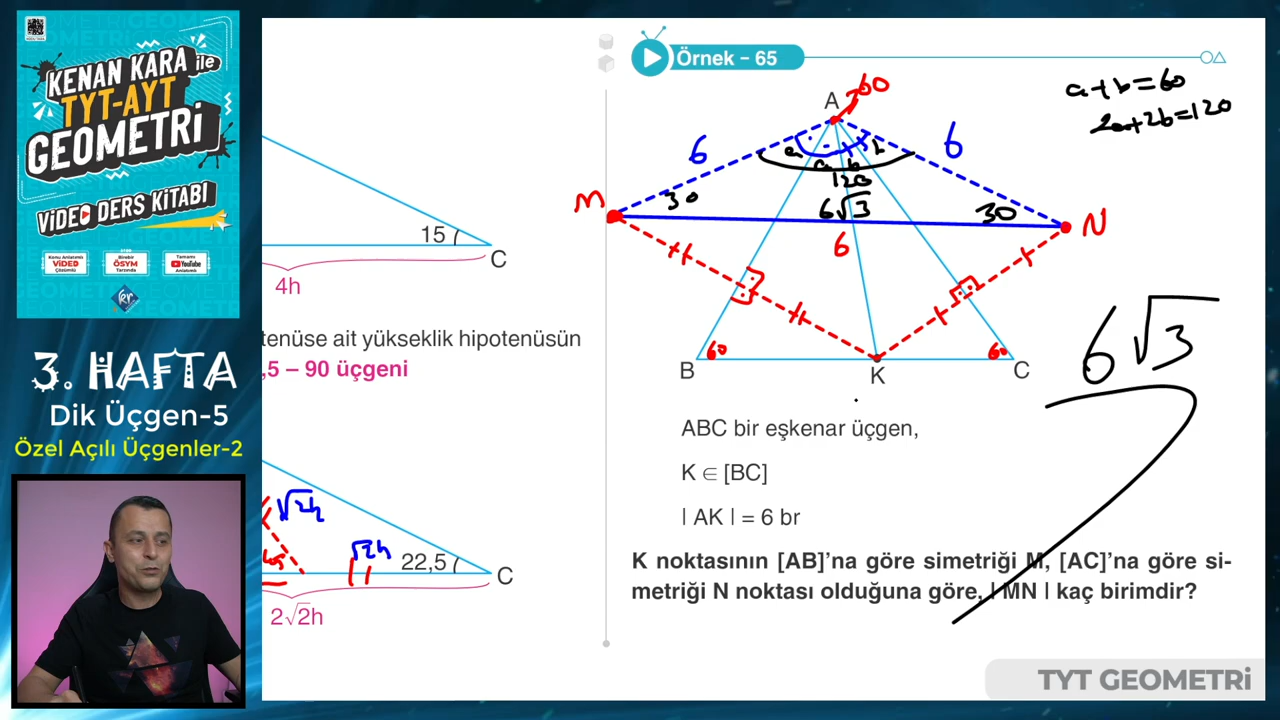 KENAN KARA ile
TYT-AYT
GEOMETRİ
VİDEO DERS KİTABI
3. HAFTA
Dik Üçgen-5
Özel Açılı Üçgenler-2
15
C
4h
tenüse ait yükseklik hipotenüsün
,5 – 90 üçgeni
√2h
√2h
22,5
C
2√2h
Örnek – 65
a+b=60
2a+2b=120
A
60
6
6
a
a
b
b
120
M
30
6√3
30
N
6
B
60
K
60
C
6√3
ABC bir eşkenar üçgen,
K ∈ [BC]
| AK | = 6 br
K noktasının [AB]’na göre simetriği M, [AC]’na göre si-
metriği N noktası olduğuna göre, | MN | kaç birimdir?
TYT GEOMETRİ